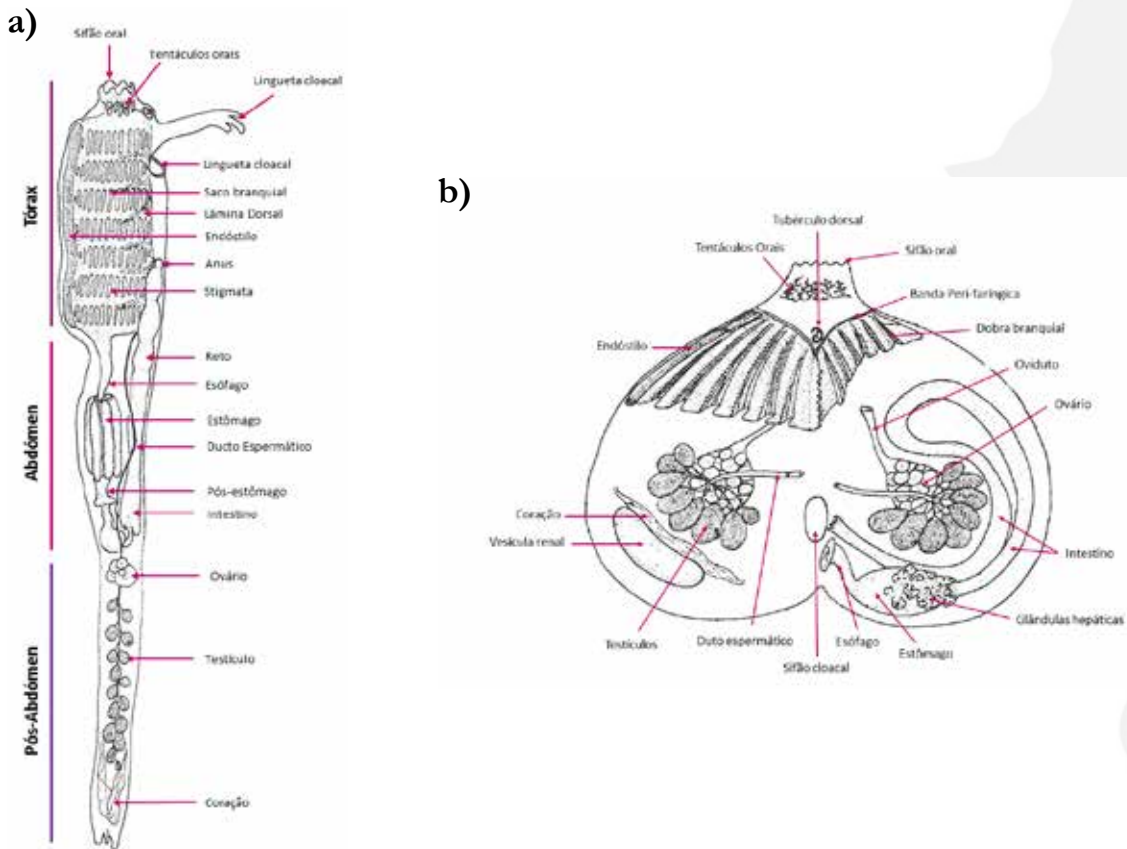 a)
Sifão oral
Tentáculos orais
Lingueta cloacal
Lingueta cloacal
Saco branquial
Lâmina Dorsal
Endóstilo
Anus
Stigmata
Tórax
Reto
Esófago
Estômago
Ducto Espermático
Pós-estômago
Intestino
Abdómen
Ovário
Testículo
Pós-Abdómen
Coração
b)
Tubérculo dorsal
Tentáculos Orais
Sifão oral
Banda Peri-faríngica
Dobra branquial
Endóstilo
Oviduto
Ovário
Coração
Vesícula renal
Intestino
Glândulas hepáticas
Testículos
Duto espermático
Esófago
Estômago
Sifão cloacal